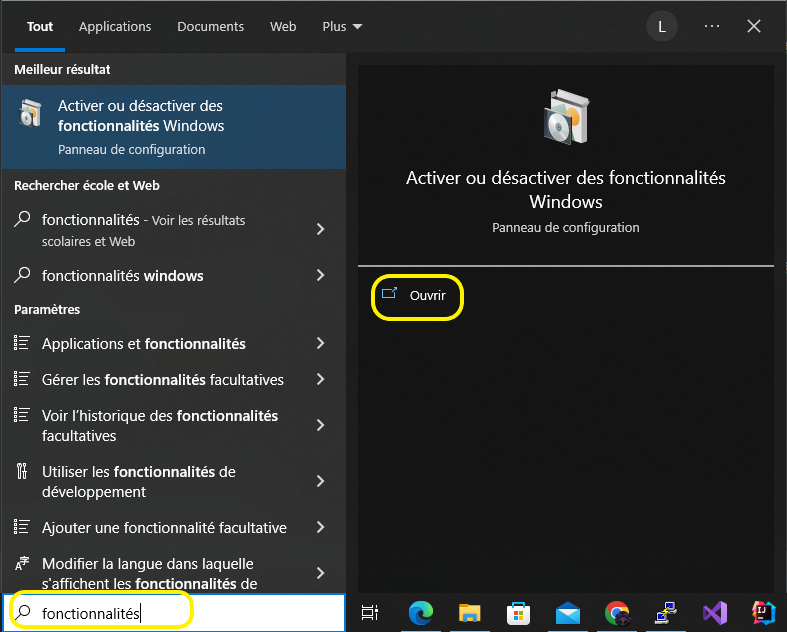 Tout Applications Documents Web Plus L ...
Meilleur résultat
Activer ou désactiver des
fonctionnalités Windows
Panneau de configuration
Rechercher école et Web
fonctionnalités - Voir les résultats
scolaires et Web
fonctionnalités windows
Paramètres
Applications et fonctionnalités
Gérer les fonctionnalités facultatives
Voir l’historique des fonctionnalités
facultatives
Utiliser les fonctionnalités de
développement
Ajouter une fonctionnalité facultative
Modifier la langue dans laquelle
s'affichent les fonctionnalités de
fonctionnalités
Activer ou désactiver des fonctionnalités
Windows
Panneau de configuration
Ouvrir
IJ